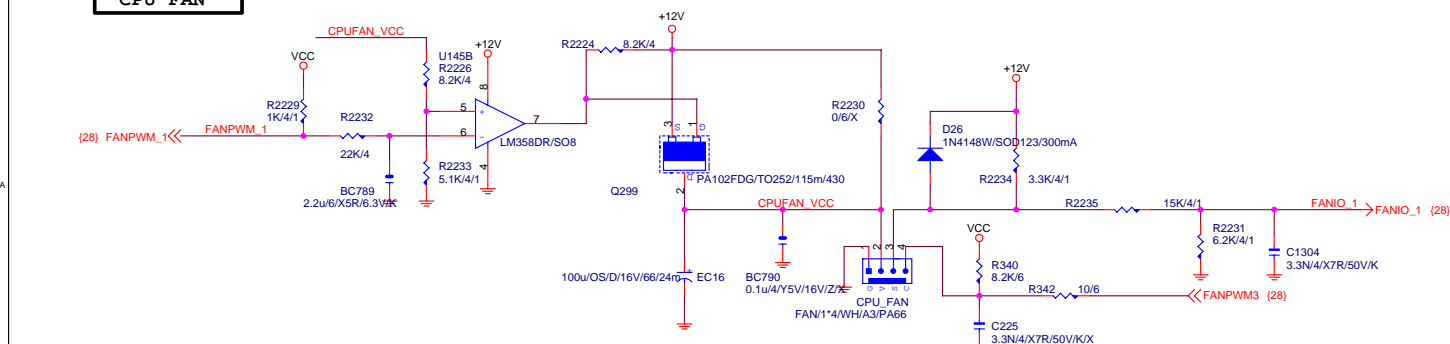 CPU FAN
CPUFAN_VCC
+12V
R2224
8.2K/4
VCC
U145B
+12V
R2226
8.2K/4
+12V
R2229
1K/4/1
8
R2230
0/6/X
5
+
7
3
S
1
G
D26
1N4148W/SOD123/300mA
{28} FANPWM_1
FANPWM_1
R2232
6
-
LM358DR/SO8
22K/4
4
R2233
5.1K/4/1
D
PA102FDG/TO252/115m/430
R2234
3.3K/4/1
A
BC789
2.2u/6/X5R/6.3V/K
Q299
2
CPUFAN_VCC
R2235
15K/4/1
FANIO_1
FANIO_1 {28}
1
2
3
4
VCC
R2231
6.2K/4/1
C1304
3.3N/4/X7R/50V/K
+
100u/OS/D/16V/66/24m
EC16
BC790
0.1u/4/Y5V/16V/Z/X
G
V
S
C
R340
8.2K/6
CPU_FAN
FAN/1*4/WH/A3/PA66
R342
10/6
FANPWM3 {28}
C225
3.3N/4/X7R/50V/K/X